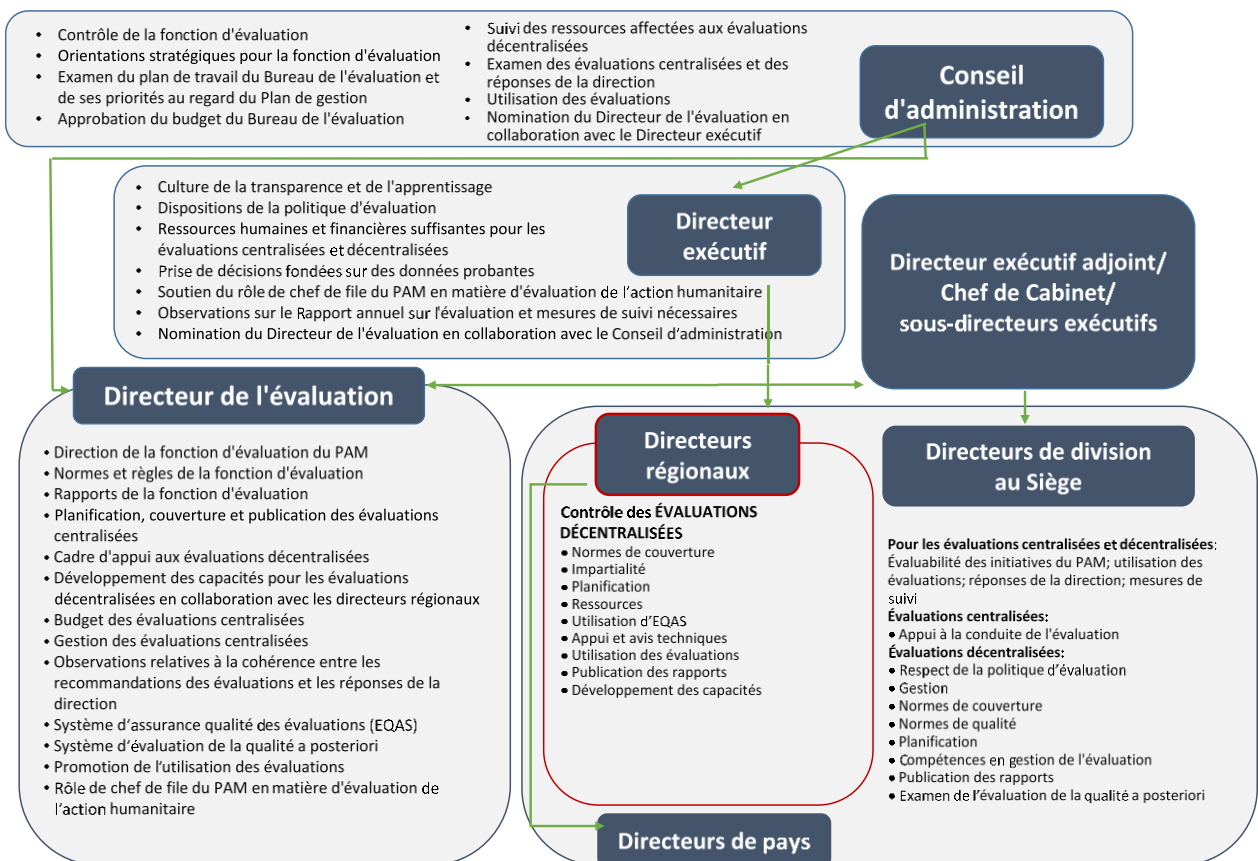 • Contrôle de la fonction d'évaluation
• Orientations stratégiques pour la fonction d'évaluation
• Examen du plan de travail du Bureau de l'évaluation et
de ses priorités au regard du Plan de gestion
• Approbation du budget du Bureau de l'évaluation
• Suivi des ressources affectées aux évaluations
décentralisées
• Examen des évaluations centralisées et des
réponses de la direction
• Utilisation des évaluations
• Nomination du Directeur de l'évaluation en
collaboration avec le Directeur exécutif
Conseil
d'administration
• Culture de la transparence et de l'apprentissage
• Dispositions de la politique d'évaluation
• Ressources humaines et financières suffisantes pour les
évaluations centralisées et décentralisées
• Prise de décisions fondées sur des données probantes
• Soutien du rôle de chef de file du PAM en matière d'évaluation de l'action humanitaire
• Observations sur le Rapport annuel sur l'évaluation et mesures de suivi nécessaires
• Nomination du Directeur de l'évaluation en collaboration avec le Conseil d'administration
Directeur
exécutif
Directeur exécutif adjoint/
Chef de Cabinet/
sous-directeurs exécutifs
Directeur de l'évaluation
• Direction de la fonction d'évaluation du PAM
• Normes et règles de la fonction d'évaluation
• Rapports de la fonction d'évaluation
• Planification, couverture et publication des évaluations
centralisées
• Cadre d'appui aux évaluations décentralisées
• Développement des capacités pour les évaluations
décentralisées en collaboration avec les directeurs régionaux
• Budget des évaluations centralisées
• Gestion des évaluations centralisées
• Observations relatives à la cohérence entre les
recommandations des évaluations et les réponses de la
direction
• Système d'assurance qualité des évaluations (EQAS)
• Système d'évaluation de la qualité a posteriori
• Promotion de l'utilisation des évaluations
• Rôle de chef de file du PAM en matière d'évaluation de
l'action humanitaire
Directeurs
régionaux
Contrôle des ÉVALUATIONS
DÉCENTRALISÉES
• Normes de couverture
• Impartialité
• Planification
• Ressources
• Utilisation d'EQAS
• Appui et avis techniques
• Utilisation des évaluations
• Publication des rapports
• Développement des capacités
Directeurs de division
au Siège
Pour les évaluations centralisées et décentralisées:
Évaluabilité des initiatives du PAM; utilisation des
évaluations; réponses de la direction; mesures de
suivi
Évaluations centralisées:
• Appui à la conduite de l'évaluation
Évaluations décentralisées:
• Respect de la politique d'évaluation
• Gestion
• Normes de couverture
• Normes de qualité
• Planification
• Compétences en gestion de l'évaluation
• Publication des rapports
• Examen de l'évaluation de la qualité a posteriori
Directeurs de pays